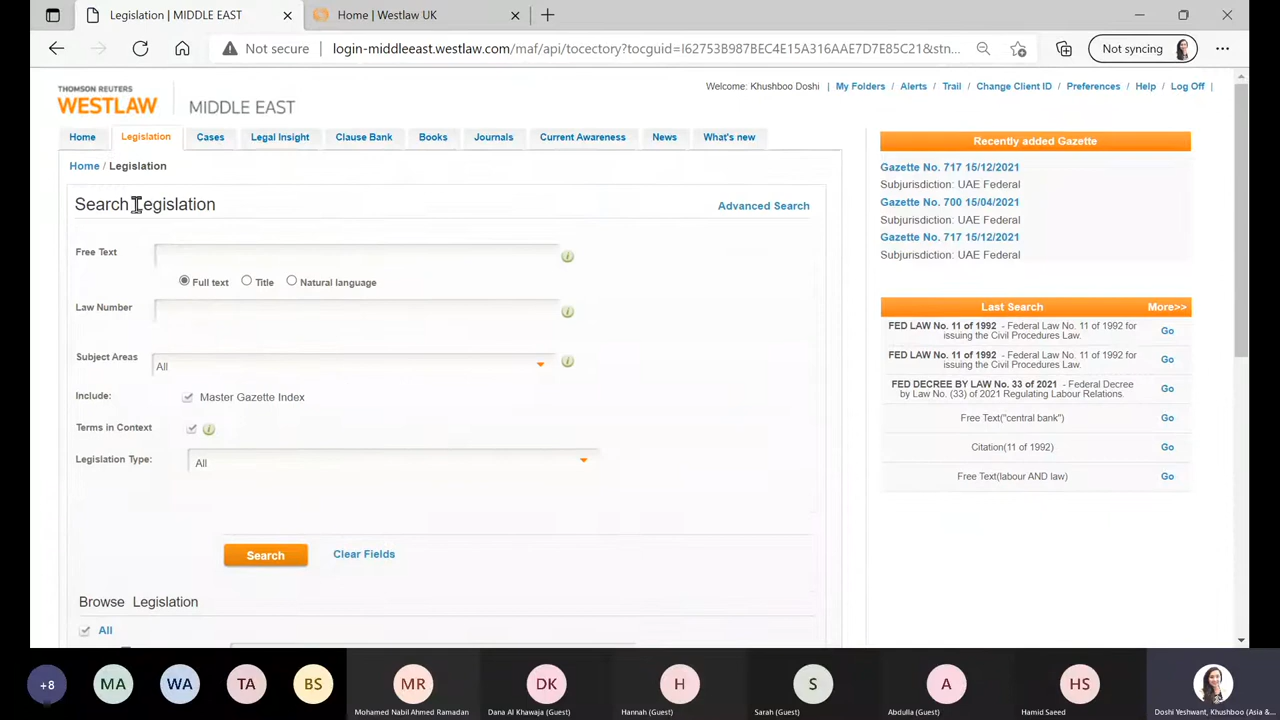 Legislation | MIDDLE EAST
Home | Westlaw UK
Not secure
login-middleeast.westlaw.com/maf/api/tocectory?tocguid=I62753B987BEC4E15A316AAE7D7E85C21&stn...
Not syncing
THOMSON REUTERS
WESTLAW
MIDDLE EAST
Welcome: Khushboo Doshi
My Folders / Alerts / Trail / Change Client ID / Preferences / Help / Log Off |
Home
Legislation
Cases
Legal Insight
Clause Bank
Books
Journals
Current Awareness
News
What's new
Home / Legislation
Search Legislation
Advanced Search
Free Text
Full text
Title
Natural language
Law Number
Subject Areas
All
Include:
Master Gazette Index
Terms in Context
Legislation Type:
All
Search
Clear Fields
Browse Legislation
All
Recently added Gazette
Gazette No. 717 15/12/2021
Subjurisdiction: UAE Federal
Gazette No. 700 15/04/2021
Subjurisdiction: UAE Federal
Gazette No. 717 15/12/2021
Subjurisdiction: UAE Federal
Last Search
More>>
FED LAW No. 11 of 1992 - Federal Law No. 11 of 1992 for
issuing the Civil Procedures Law.
Go
FED LAW No. 11 of 1992 - Federal Law No. 11 of 1992 for
issuing the Civil Procedures Law.
Go
FED DECREE BY LAW No. 33 of 2021 - Federal Decree
by Law No. (33) of 2021 Regulating Labour Relations.
Go
Free Text("central bank")
Go
Citation(11 of 1992)
Go
Free Text(labour AND law)
Go
+8
MA
WA
TA
BS
MR
Mohamed Nabil Ahmed Ramadan
DK
Dana Al Khawaja (Guest)
H
Hannah (Guest)
S
Sarah (Guest)
A
Abdulla (Guest)
HS
Hamid Saeed
Doshi Yeshwant, Khushboo (Asia &...